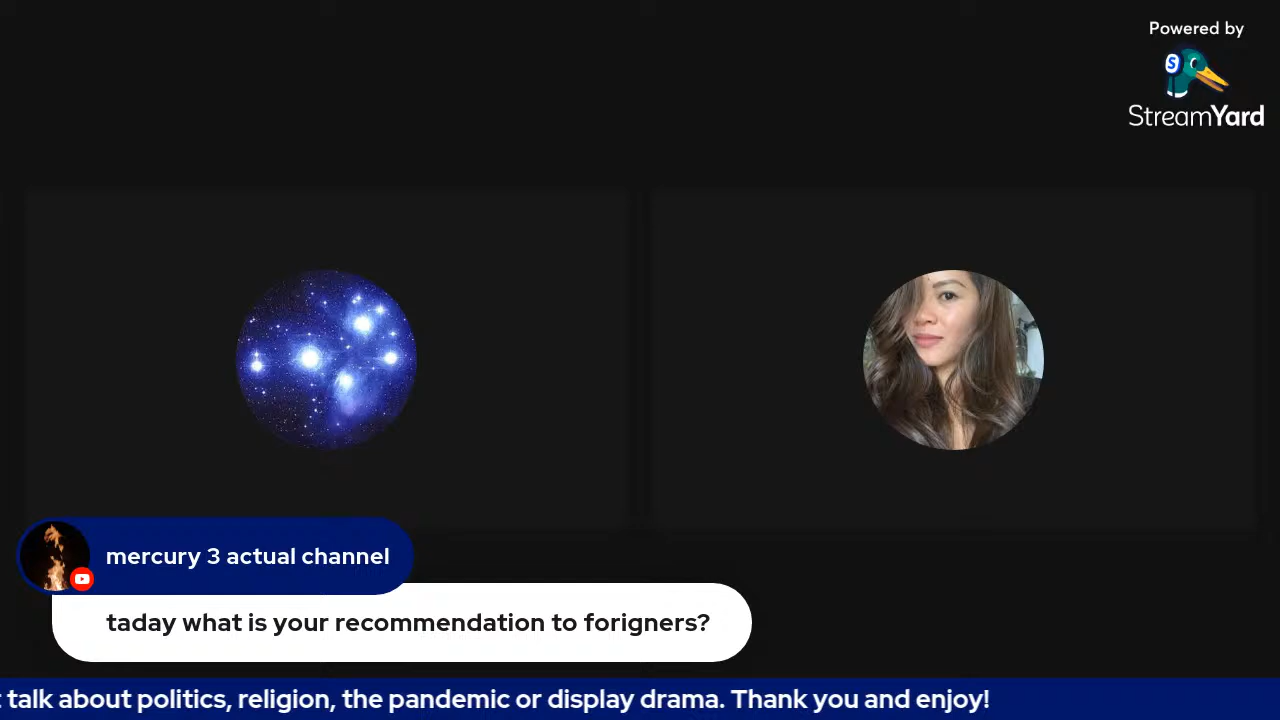 Powered by
S
StreamYard
mercury 3 actual channel
taday what is your recommendation to forigners?
talk about politics, religion, the pandemic or display drama. Thank you and enjoy!